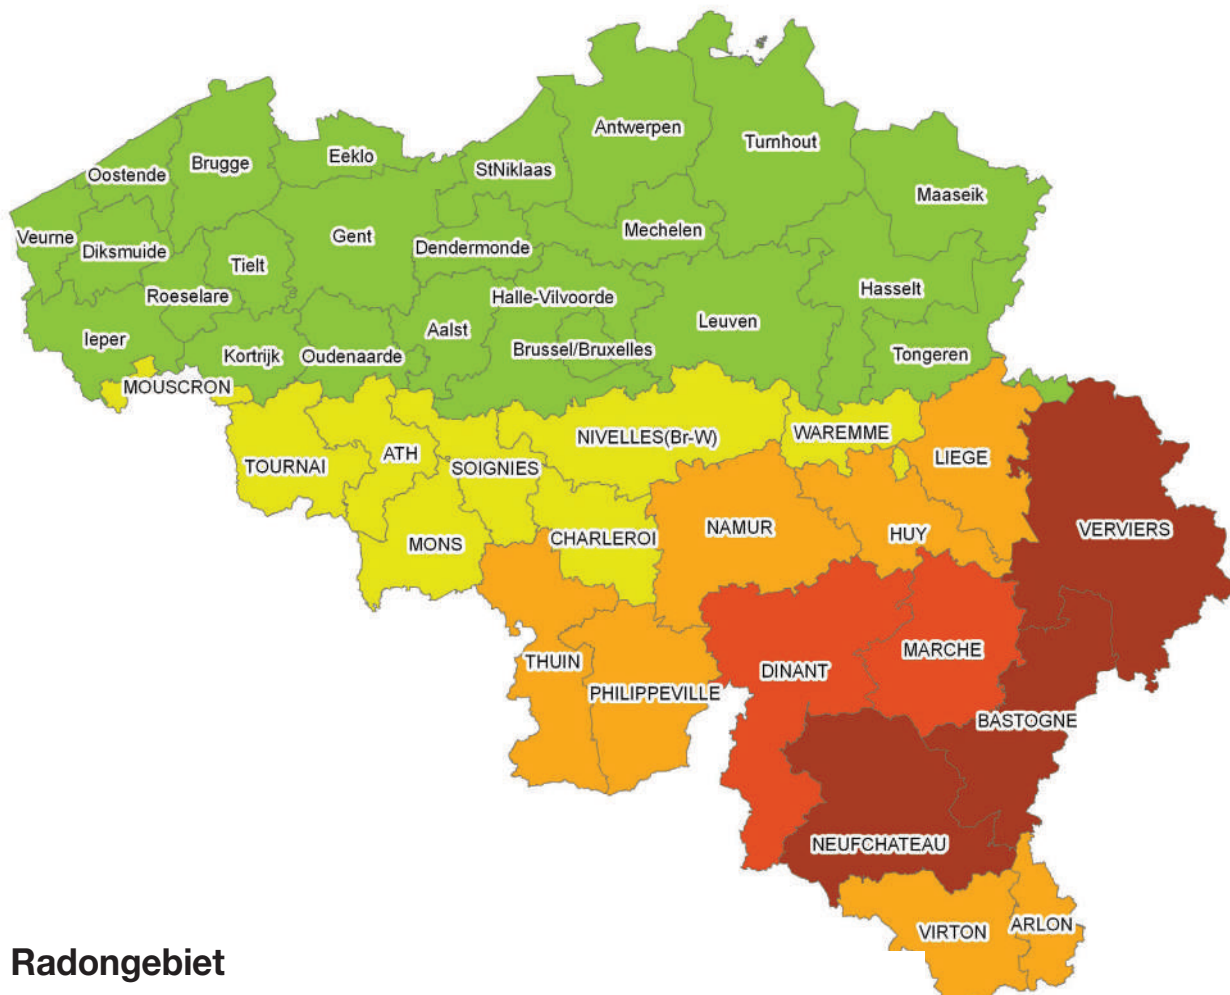 Antwerpen
Turnhout
Eeklo
Brugge
StNiklaas
Oostende
Maaseik
Mechelen
Veurne
Gent
Dendermonde
Diksmuide
Tielt
Hasselt
Roeselare
Halle-Vilvoorde
Leuven
Aalst
Ieper
Brussel/Bruxelles
Kortrijk
Oudenaarde
Tongeren
MOUSCRON
WAREMME
NIVELLES(Br-W)
ATH
LIEGE
TOURNAI
SOIGNIES
NAMUR
VERVIERS
HUY
CHARLEROI
MONS
MARCHE
THUIN
DINANT
PHILIPPEVILLE
BASTOGNE
NEUFCHATEAU
ARLON
VIRTON
Radongebiet